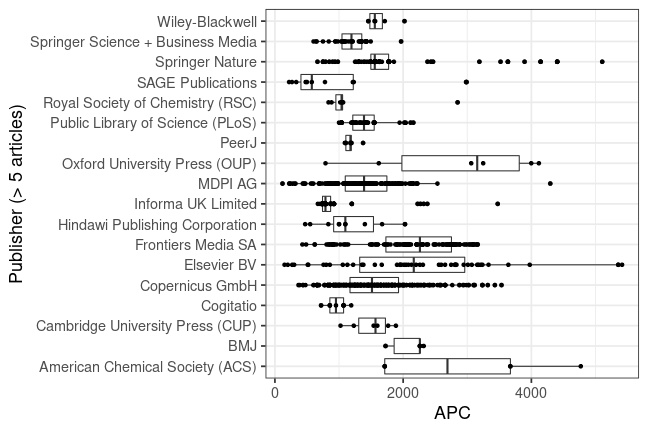 Publisher (> 5 articles)
Wiley-Blackwell
Springer Science + Business Media
Springer Nature
SAGE Publications
Royal Society of Chemistry (RSC)
Public Library of Science (PLoS)
PeerJ
Oxford University Press (OUP)
MDPI AG
Informa UK Limited
Hindawi Publishing Corporation
Frontiers Media SA
Elsevier BV
Copernicus GmbH
Cogitatio
Cambridge University Press (CUP)
BMJ
American Chemical Society (ACS)
0 2000 4000
APC